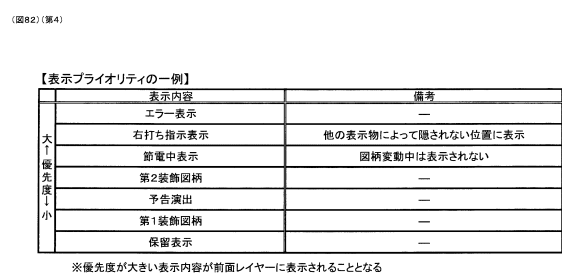 （図８２）（第４）
【表示プライオリティの一例】
表示内容 備考
大↑優先度↓小
エラー表示 ―
右打ち指示表示 他の表示物によって隠されない位置に表示
節電中表示 図柄変動中は表示されない
第２装飾図柄 ―
予告演出 ―
第１装飾図柄 ―
保留表示 ―
※優先度が大きい表示内容が前面レイヤーに表示されることとなる